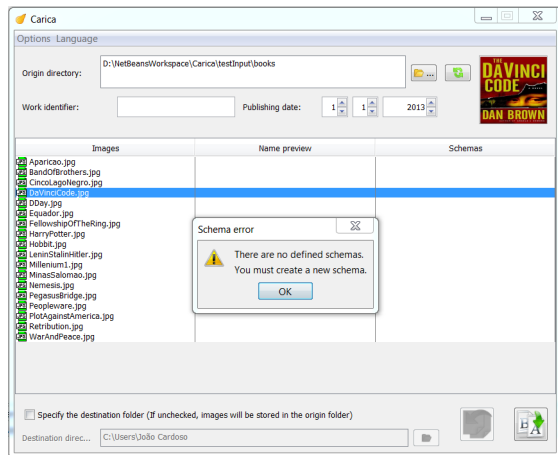 Carica
Options Language
Origin directory:
D:\NetBeansWorkspace\Carica\testInput\books
...
THE
DAVINCI
CODE
DAN BROWN
Work identifier:
Publishing date:
1
1
2013
Images
Name preview
Schemas
Aparicao.jpg
BandOfBrothers.jpg
CincoLagoNegro.jpg
DaVinciCode.jpg
DDay.jpg
Equador.jpg
FellowshipOfTheRing.jpg
HarryPotter.jpg
Hobbit.jpg
LeninStalinHitler.jpg
Millenium1.jpg
MinasSalomao.jpg
Nemesis.jpg
PegasusBridge.jpg
Peopleware.jpg
PlotAgainstAmerica.jpg
Retribution.jpg
WarAndPeace.jpg
Schema error
There are no defined schemas.
You must create a new schema.
OK
Specify the destination folder (If unchecked, images will be stored in the origin folder)
Destination direc...
C:\Users\João Cardoso
B A